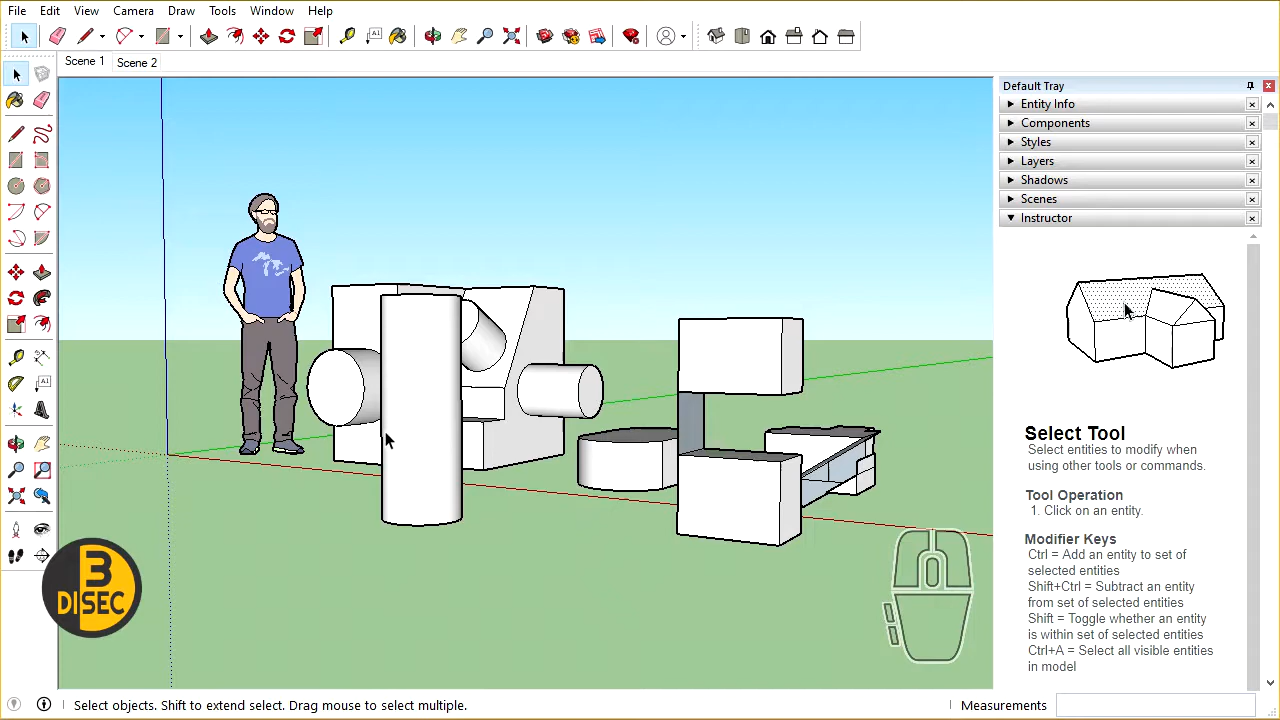 File Edit View Camera Draw Tools Window Help
A1
Scene 1 Scene 2
Default Tray
Entity Info
Components
Styles
Layers
Shadows
Scenes
Instructor
A1
Select Tool
Select entities to modify when
using other tools or commands.
Tool Operation
1. Click on an entity.
Modifier Keys
Ctrl = Add an entity to set of
selected entities
Shift+Ctrl = Subtract an entity
from set of selected entities
Shift = Toggle whether an entity
is within set of selected entities
Ctrl+A = Select all visible entities
in model
3
DISEC
Select objects. Shift to extend select. Drag mouse to select multiple.
Measurements